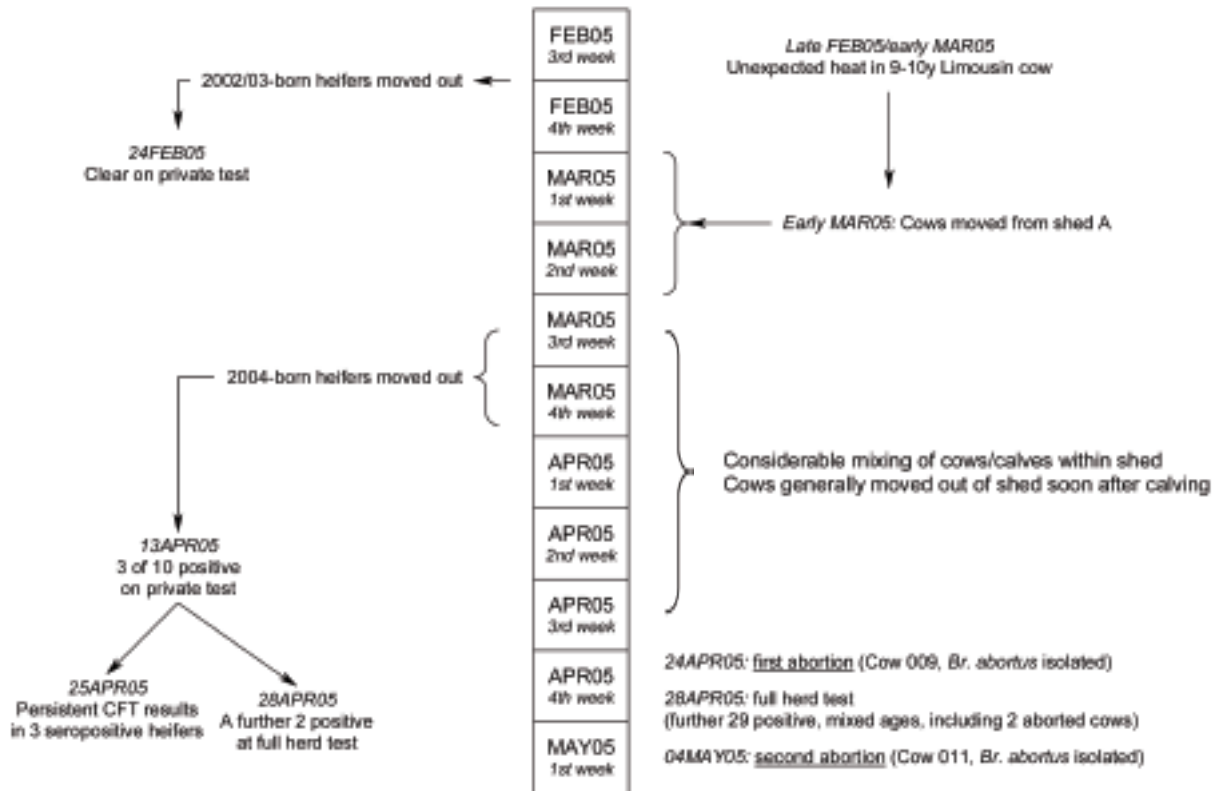 FEB05
3rd week
FEB05
4th week
MAR05
1st week
MAR05
2nd week
MAR05
3rd week
MAR05
4th week
APR05
1st week
APR05
2nd week
APR05
3rd week
APR05
4th week
MAY05
1st week
2002/03-born heifers moved out
24FEB05
Clear on private test
2004-born heifers moved out
13APR05
3 of 10 positive
on private test
25APR05
Persistent CFT results
in 3 seropositive heifers
28APR05
A further 2 positive
at full herd test
Late FEB05/early MAR05
Unexpected heat in 9-10y Limousin cow
Early MAR05: Cows moved from shed A
Considerable mixing of cows/calves within shed
Cows generally moved out of shed soon after calving
24APR05: first abortion (Cow 009, Br. abortus isolated)
28APR05: full herd test
(further 29 positive, mixed ages, including 2 aborted cows)
04MAY05: second abortion (Cow 011, Br. abortus isolated)